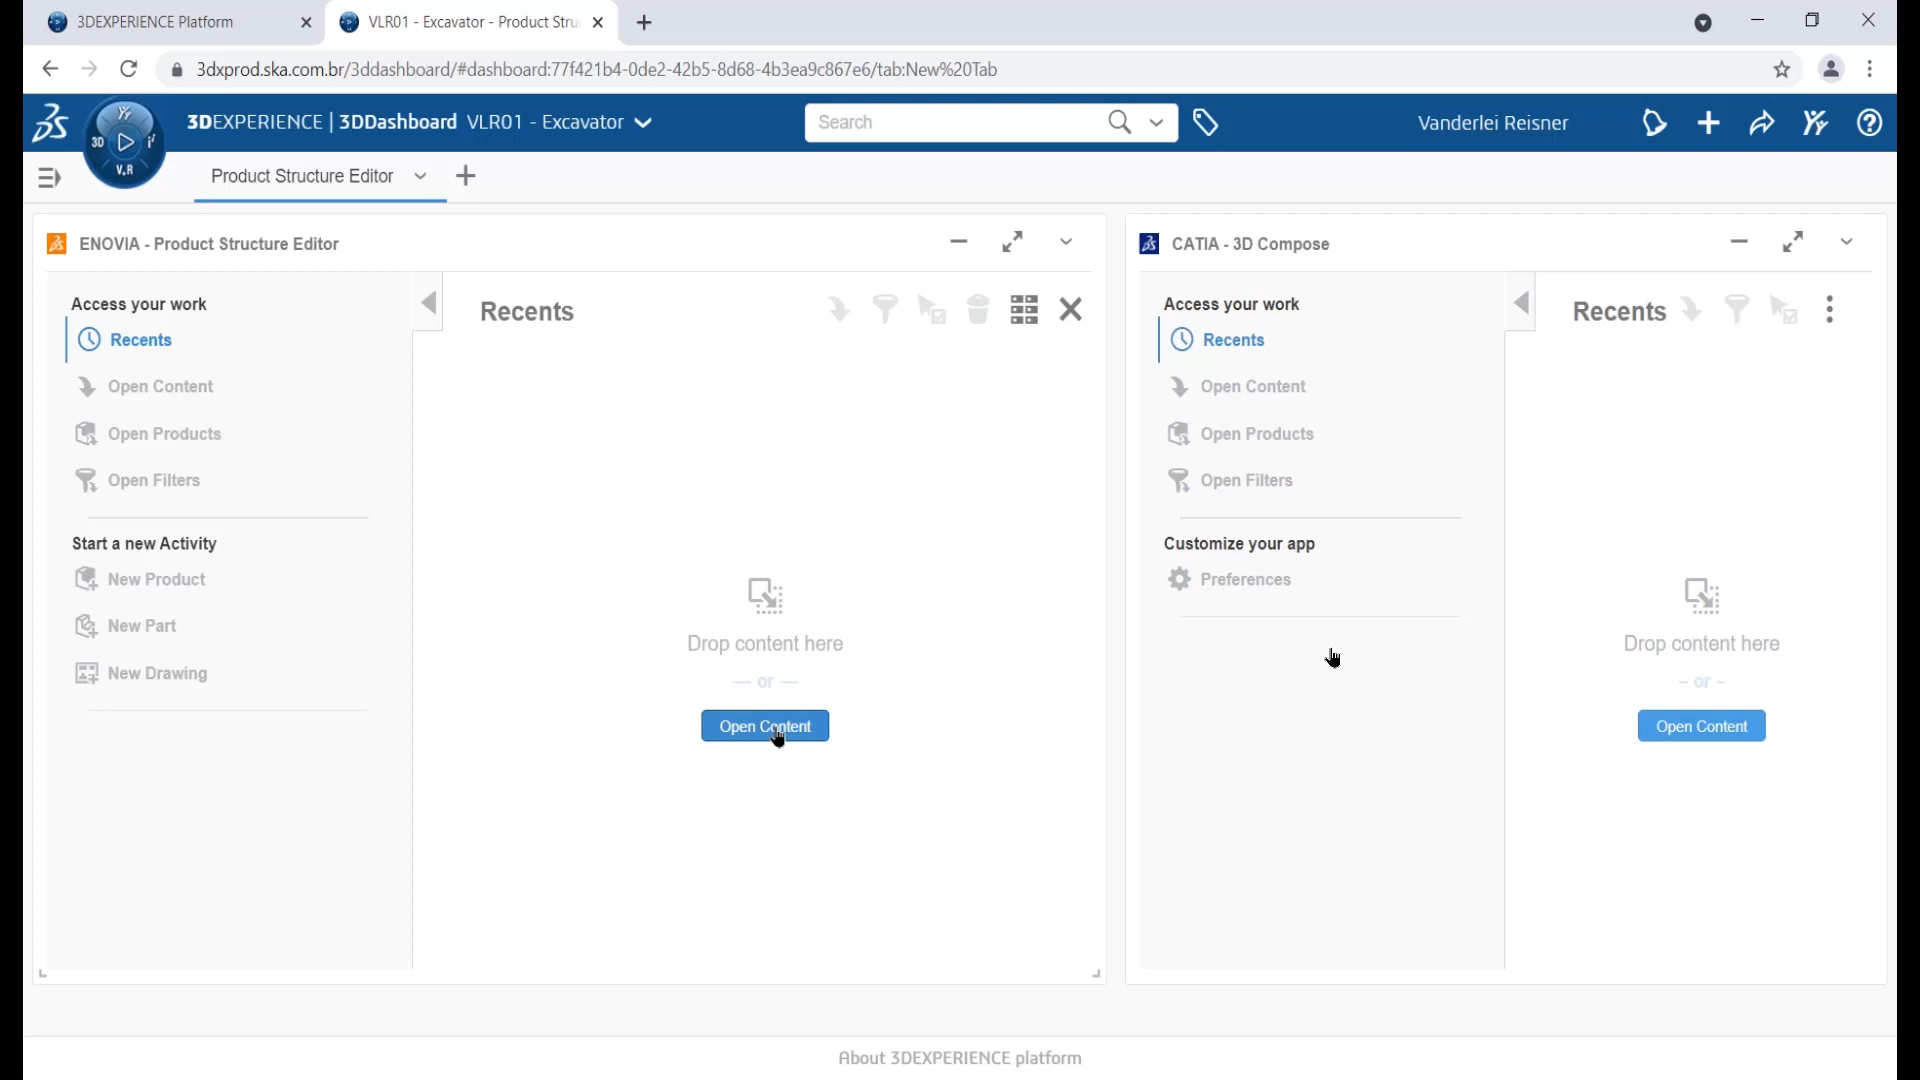 3DEXPERIENCE Platform
VLR01 - Excavator - Product Stru
3dxprod.ska.com.br/3ddashboard/#dashboard:77f421b4-0de2-42b5-8d68-4b3ea9c867e6/tab:New%20Tab
3DEXPERIENCE | 3DDashboard VLR01 - Excavator
Search
Vanderlei Reisner
3D
V.R
Product Structure Editor
ENOVIA - Product Structure Editor
Access your work
Recents
Open Content
Open Products
Open Filters
Start a new Activity
New Product
New Part
New Drawing
Recents
Drop content here
or
Open Content
CATIA - 3D Compose
Access your work
Recents
Open Content
Open Products
Open Filters
Customize your app
Preferences
Recents
Drop content here
or
Open Content
About 3DEXPERIENCE platform